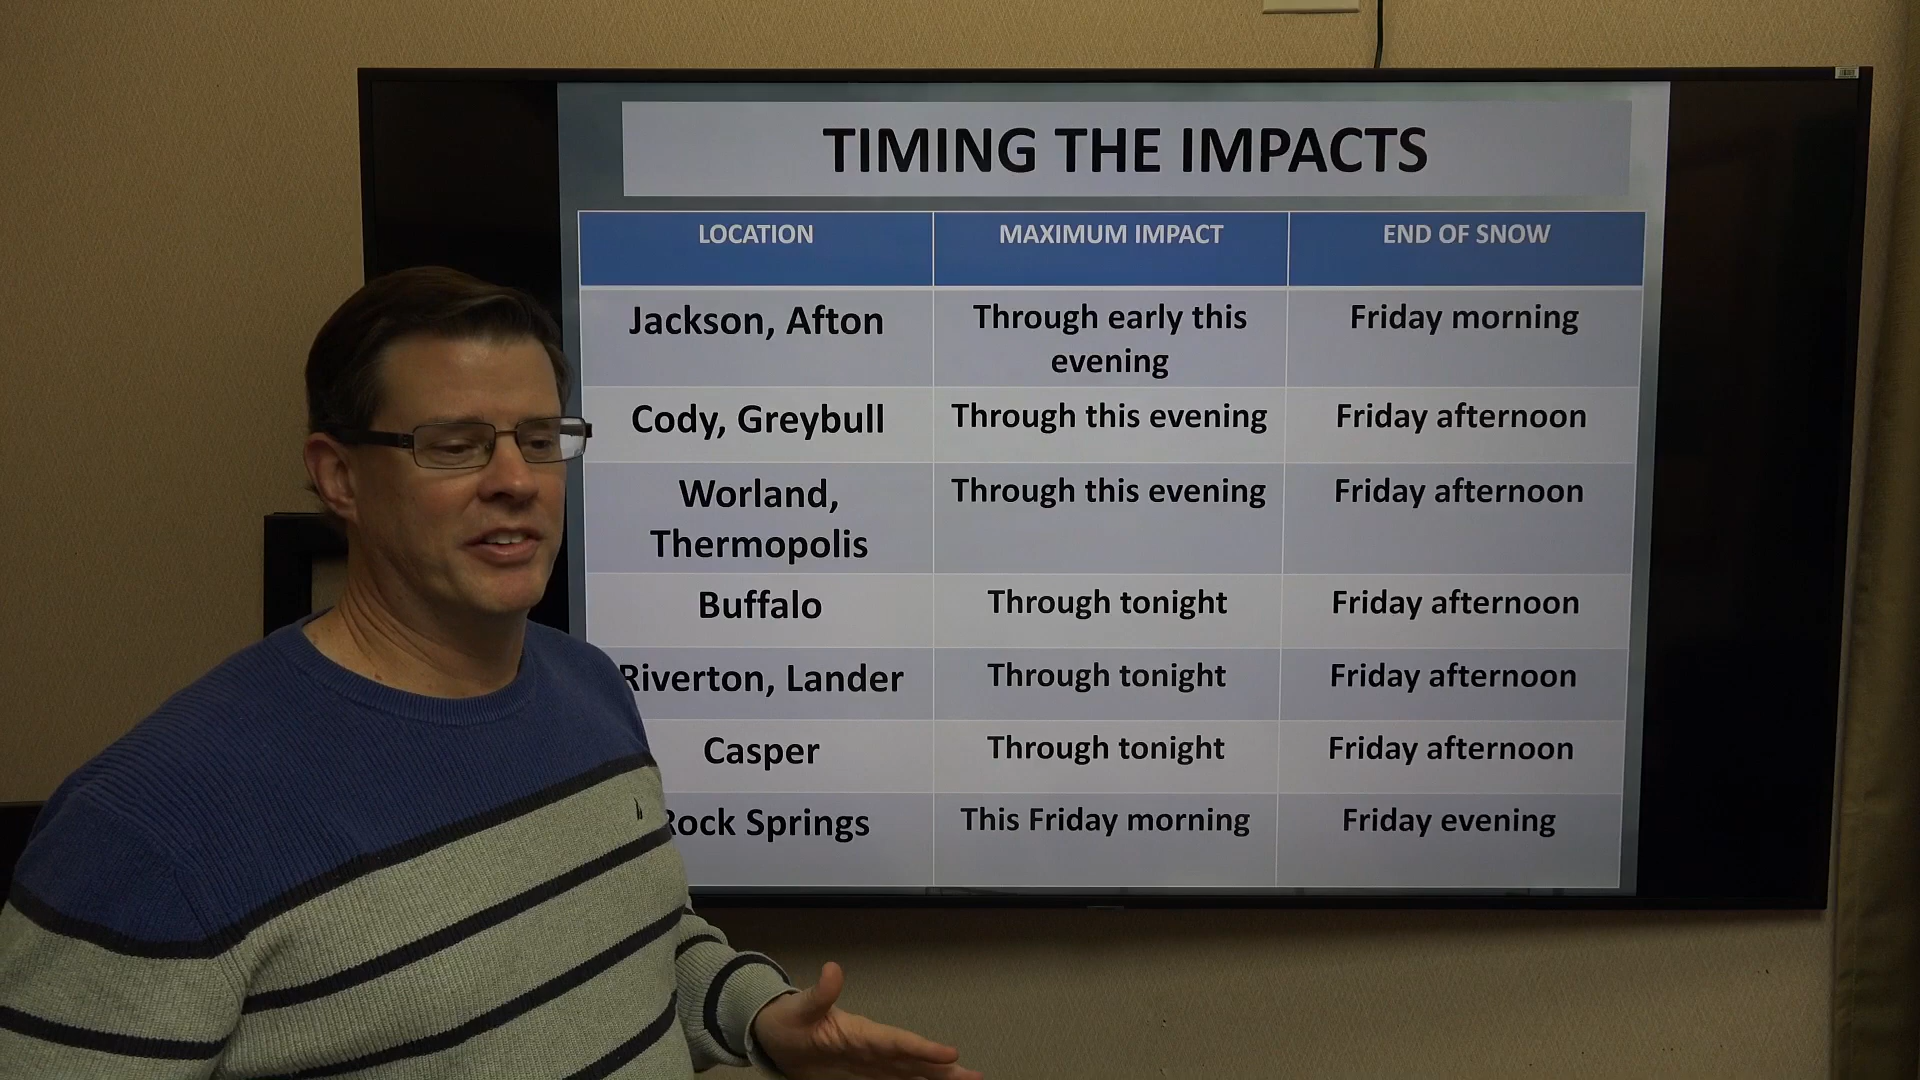 TIMING THE IMPACTS
LOCATION MAXIMUM IMPACT END OF SNOW
Jackson, Afton Through early this evening Friday morning
Cody, Greybull Through this evening Friday afternoon
Worland, Thermopolis Through this evening Friday afternoon
Buffalo Through tonight Friday afternoon
Riverton, Lander Through tonight Friday afternoon
Casper Through tonight Friday afternoon
Rock Springs This Friday morning Friday evening